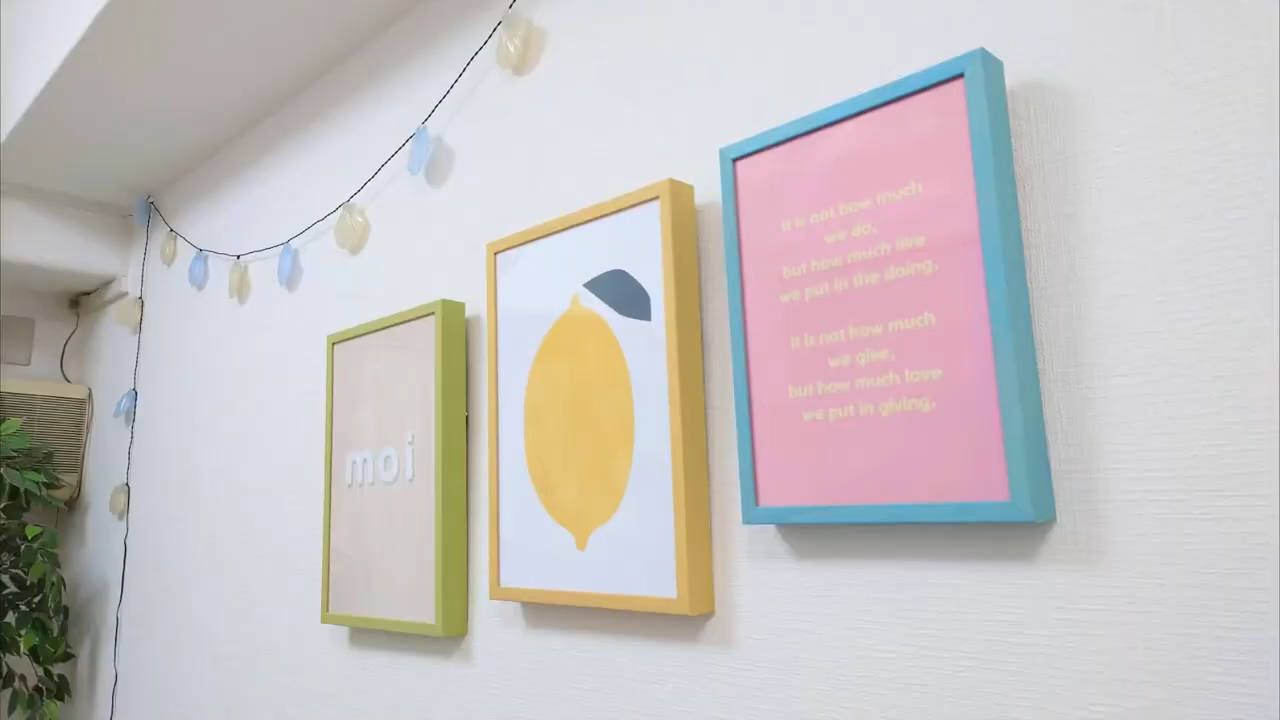 moi
It is not how much
we do,
but how much love
we put in the doing,
It is not how much
we give,
but how much love
we put in giving.